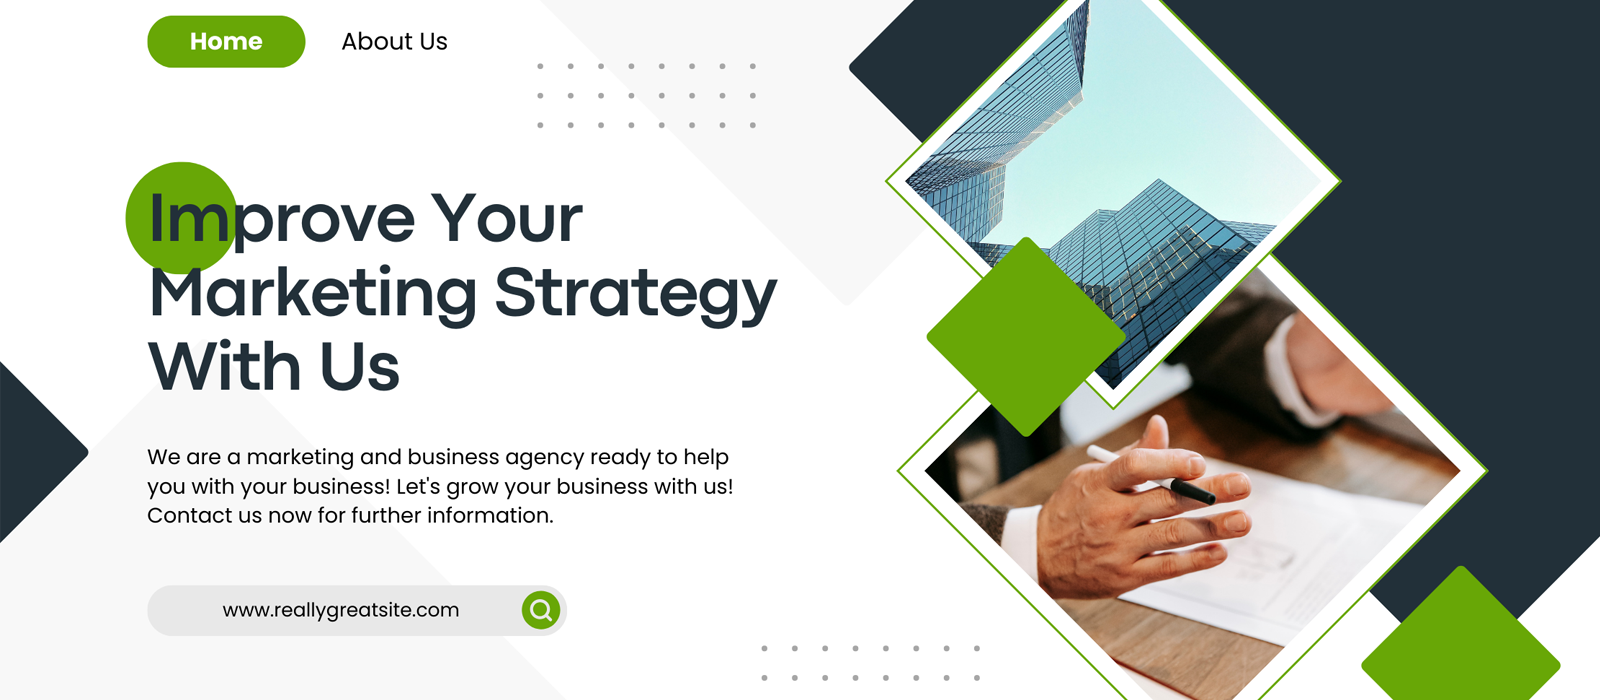 Home
About Us
Improve Your
Marketing Strategy
With Us
We are a marketing and business agency ready to help
you with your business! Let's grow your business with us!
Contact us now for further information.
www.reallygreatsite.com